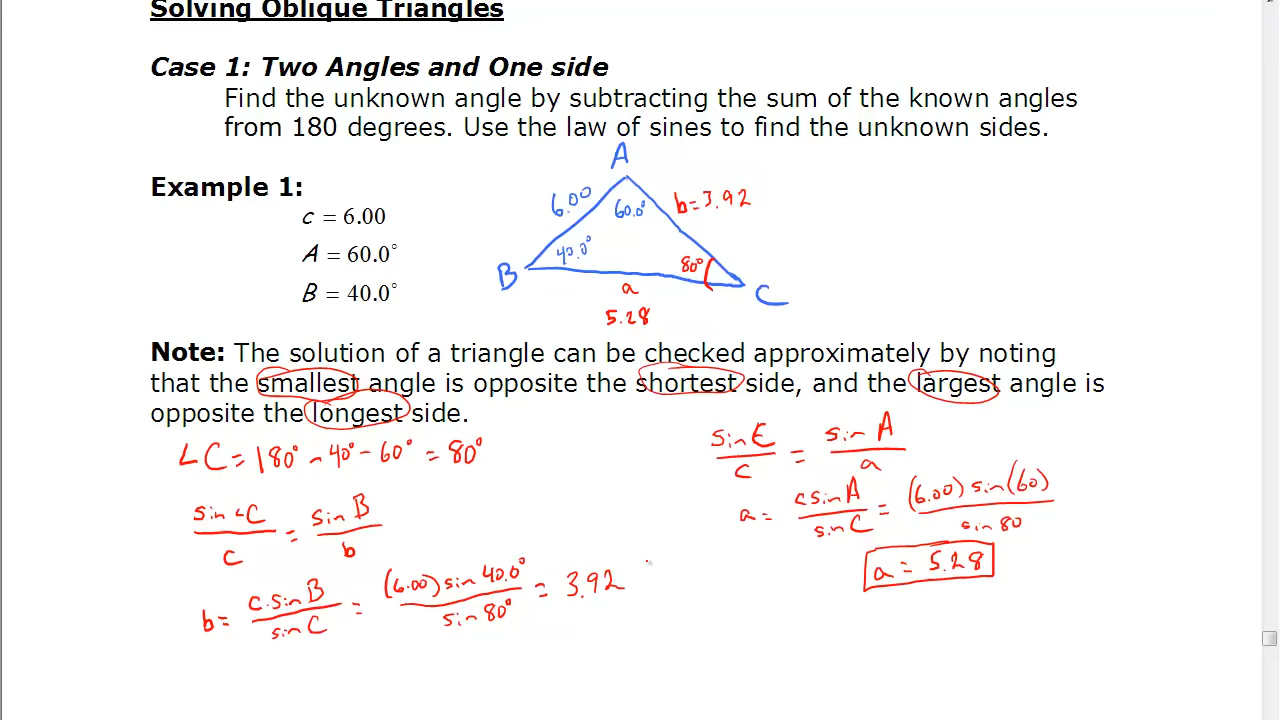 Solving Oblique Triangles
Case 1: Two Angles and One side
Find the unknown angle by subtracting the sum of the known angles
from 180 degrees. Use the law of sines to find the unknown sides.
Example 1:
c = 6.00
A = 60.0°
B = 40.0°
A
6.00
60.0°
b=3.92
40.0°
80°
B
C
a
5.28
Note: The solution of a triangle can be checked approximately by noting
that the smallest angle is opposite the shortest side, and the largest angle is
opposite the longest side.
∠C = 180° - 40° - 60° = 80°
sin ∠C / c = sin B / b
b = c·sin B / sin C = (6.00) sin 40.0° / sin 80° = 3.92
sin C / c = sin A / a
a = c sin A / sin C = (6.00) sin(60) / sin 80
a = 5.28